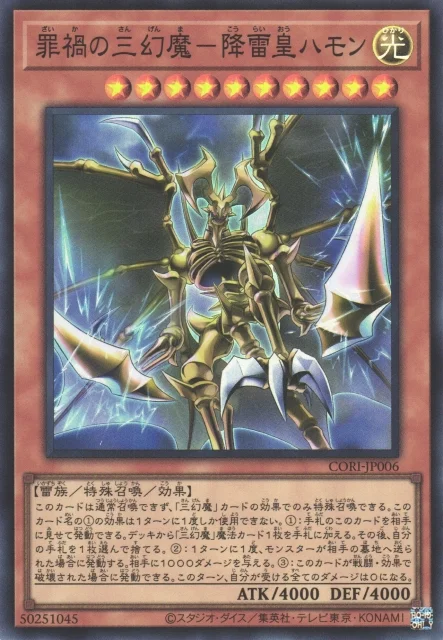 罪禍の三幻魔－降雷皇ハモン
光
CORI-JP006
【雷族／特殊召喚／効果】
このカードは通常召喚できず、「三幻魔」カードの効果でのみ特殊召喚できる。この
カード名の①の効果は1ターンに1度しか使用できない。①：手札のこのカードを相手
に見せて発動できる。デッキから「三幻魔」魔法カード1枚を手札に加える。その後、自分
の手札を1枚選んで捨てる。②：1ターンに1度、モンスターが相手の墓地へ送ら
れた場合に発動する。相手に1000ダメージを与える。③：このカードが戦闘・効果で
破壊された場合に発動できる。このターン、自分が受ける全てのダメージは0になる。
ATK/4000 DEF/4000
50251045
©スタジオ・ダイス／集英社・テレビ東京・KONAMI